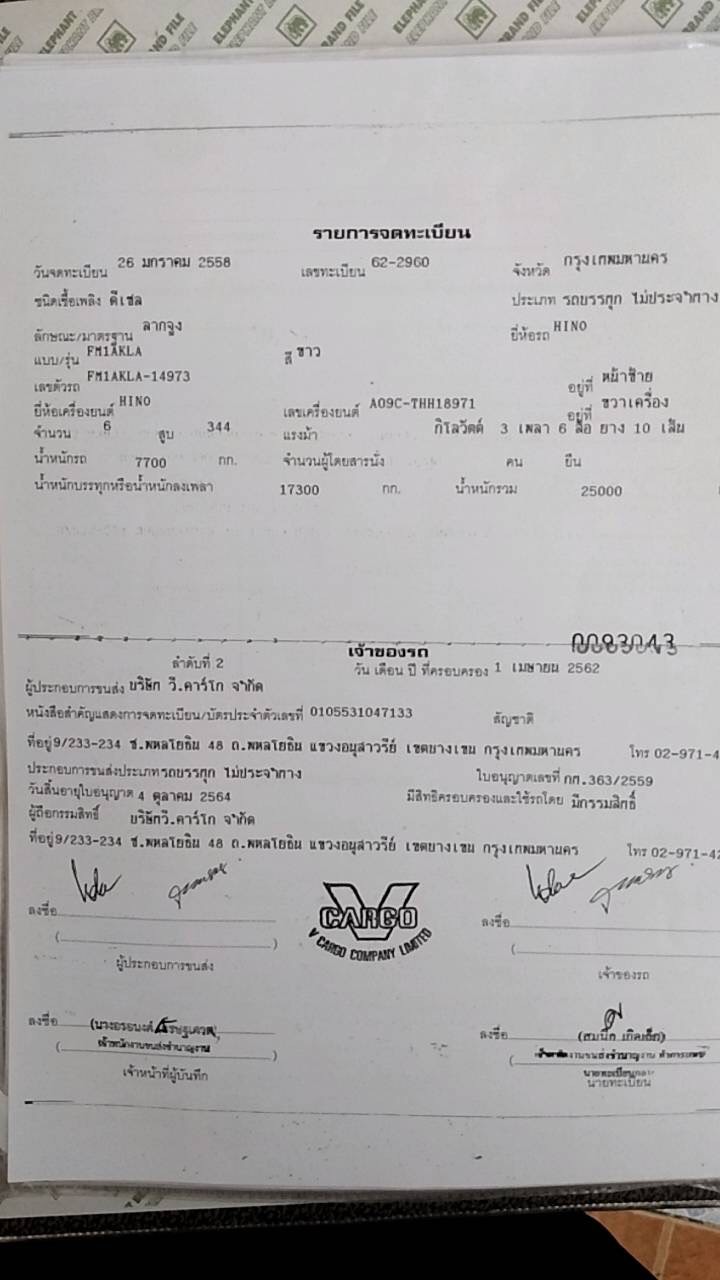 ELEPHANT
รายการจดทะเบียน
วันจดทะเบียน 26 มกราคม 2558 เลขทะเบียน 62-2960 จังหวัด กรุงเทพมหานคร
ชนิดเชื้อเพลิง ดีเซล ประเภท รถบรรทุก ไม่ประจำทาง
ลักษณะ/มาตรฐาน ลากจูง ยี่ห้อรถ HINO
แบบ/รุ่น FM1AKLA สี ขาว
เลขตัวรถ FM1AKLA-14973 อยู่ที่ หน้าซ้าย
ยี่ห้อเครื่องยนต์ HINO เลขเครื่องยนต์ A09C-THH18971 อยู่ที่ ขวาเครื่อง
จำนวน 6 สูบ 344 แรงม้า กิโลวัตต์ 3 เพลา 6 ล้อ ยาง 10 เส้น
น้ำหนักรถ 7700 กก. จำนวนผู้โดยสารนั่ง คน ยืน
น้ำหนักบรรทุกหรือน้ำหนักลงเพลา 17300 กก. น้ำหนักรวม 25000
เจ้าของรถ 0083043
ลำดับที่ 2 วัน เดือน ปี ที่ครอบครอง 1 เมษายน 2562
ผู้ประกอบการขนส่ง บริษัท วี.คาร์โก จำกัด
หนังสือสำคัญแสดงการจดทะเบียน/บัตรประจำตัวเลขที่ 0105531047133 สัญชาติ
ที่อยู่ 9/233-234 ซ.พหลโยธิน 48 ถ.พหลโยธิน แขวงอนุสาวรีย์ เขตบางเขน กรุงเทพมหานคร โทร 02-971-4
ประกอบการขนส่งประเภท รถบรรทุก ไม่ประจำทาง ใบอนุญาตเลขที่ กท.363/2559
วันสิ้นอายุใบอนุญาต 4 ตุลาคม 2564 มีสิทธิครอบครองและใช้รถโดย มีกรรมสิทธิ์
ผู้ถือกรรมสิทธิ์ บริษัทวี.คาร์โก จำกัด
ที่อยู่ 9/233-234 ซ.พหลโยธิน 48 ถ.พหลโยธิน แขวงอนุสาวรีย์ เขตบางเขน กรุงเทพมหานคร โทร 02-971-42
V CARGO
V CARGO COMPANY LIMITED
ลงชื่อ ลงชื่อ
( ) (
ผู้ประกอบการขนส่ง เจ้าของรถ
ลงชื่อ ลงชื่อ
เจ้าพนักงานขนส่งชำนาญงาน
เจ้าหน้าที่ผู้บันทึก นายทะเบียน